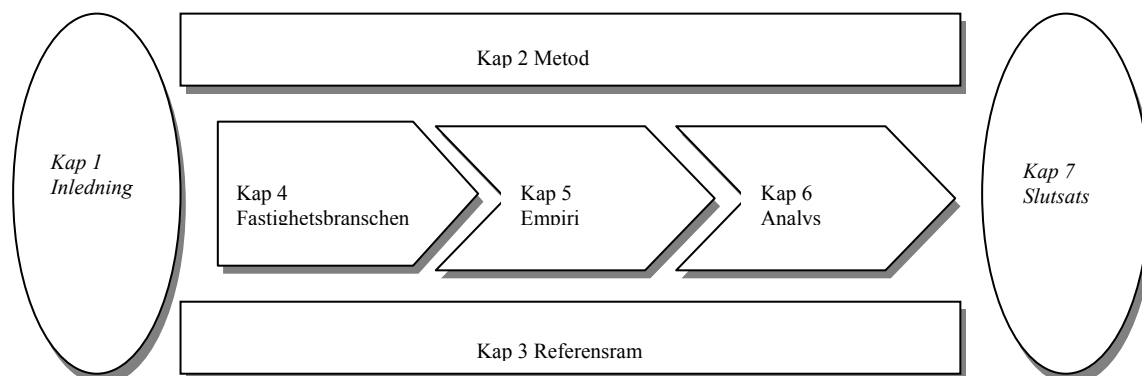 Kap 2 Metod
Kap 1
Inledning
Kap 4
Fastighetsbranschen
Kap 5
Empiri
Kap 6
Analys
Kap 7
Slutsats
Kap 3 Referensram